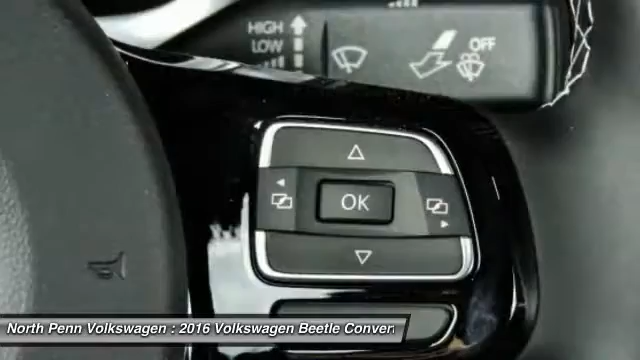 HIGH
LOW
OFF
OK
North Penn Volkswagen : 2016 Volkswagen Beetle Conver